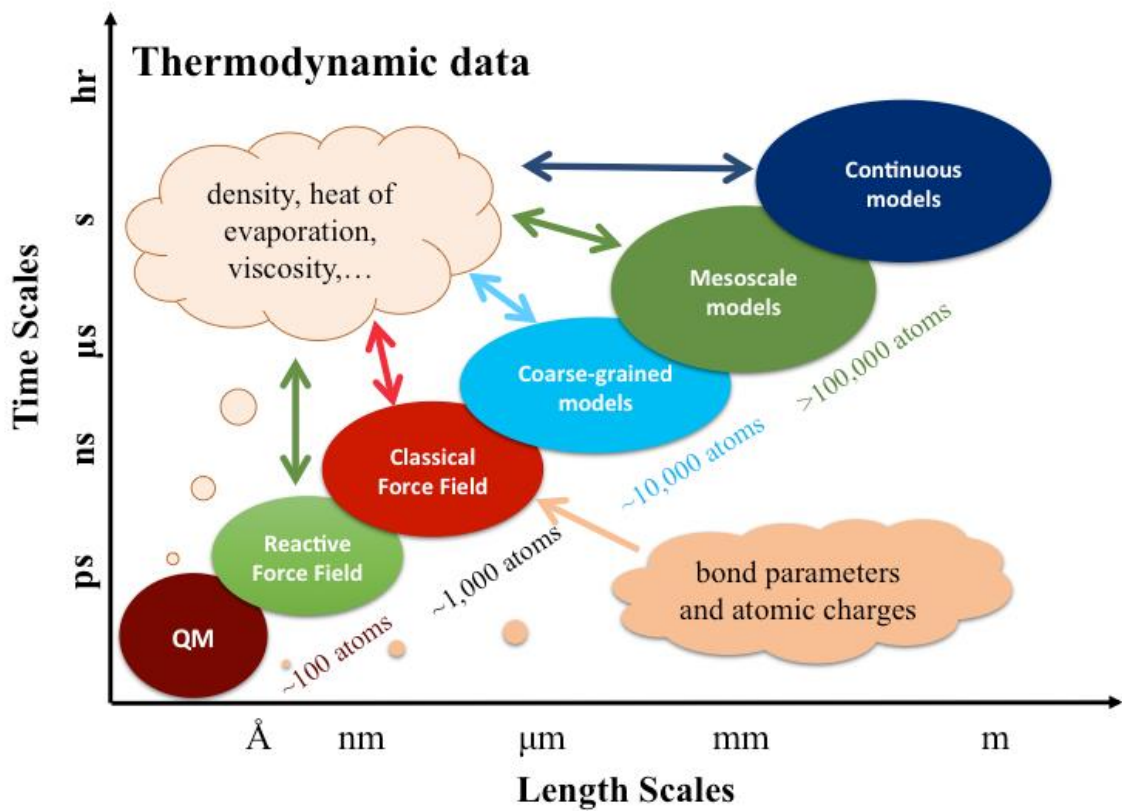 Thermodynamic data
hr
s
μs
ns
ps
Time Scales
density, heat of
evaporation,
viscosity,…
Continuous
models
Mesoscale
models
Coarse-grained
models
Classical
Force Field
Reactive
Force Field
QM
~100 atoms
~1,000 atoms
~10,000 atoms
>100,000 atoms
bond parameters
and atomic charges
Å
nm
μm
mm
m
Length Scales